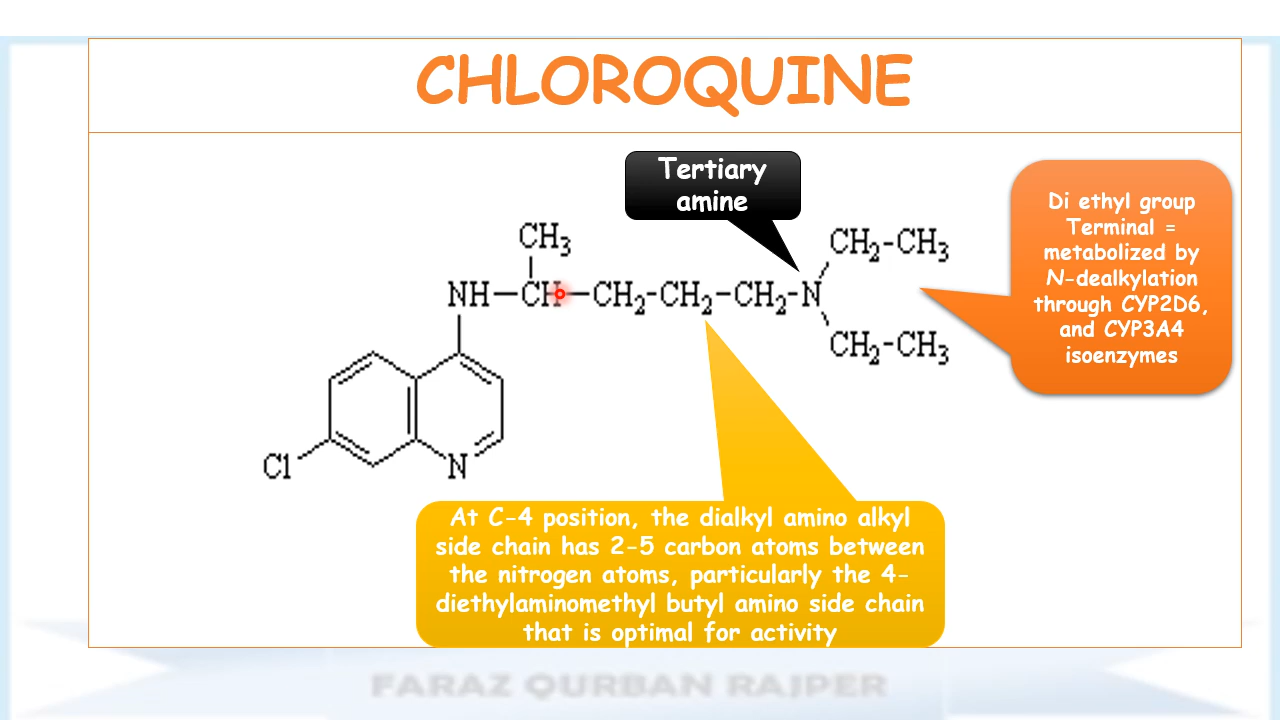 CHLOROQUINE
Tertiary
amine
Di ethyl group
Terminal =
metabolized by
N-dealkylation
through CYP2D6,
and CYP3A4
isoenzymes
CH3
CH2-CH3
NH-CH-CH2-CH2-CH2-N
CH2-CH3
Cl
N
At C-4 position, the dialkyl amino alkyl
side chain has 2-5 carbon atoms between
the nitrogen atoms, particularly the 4-
diethylaminomethyl butyl amino side chain
that is optimal for activity
FARAZ QURBAN RAJPER